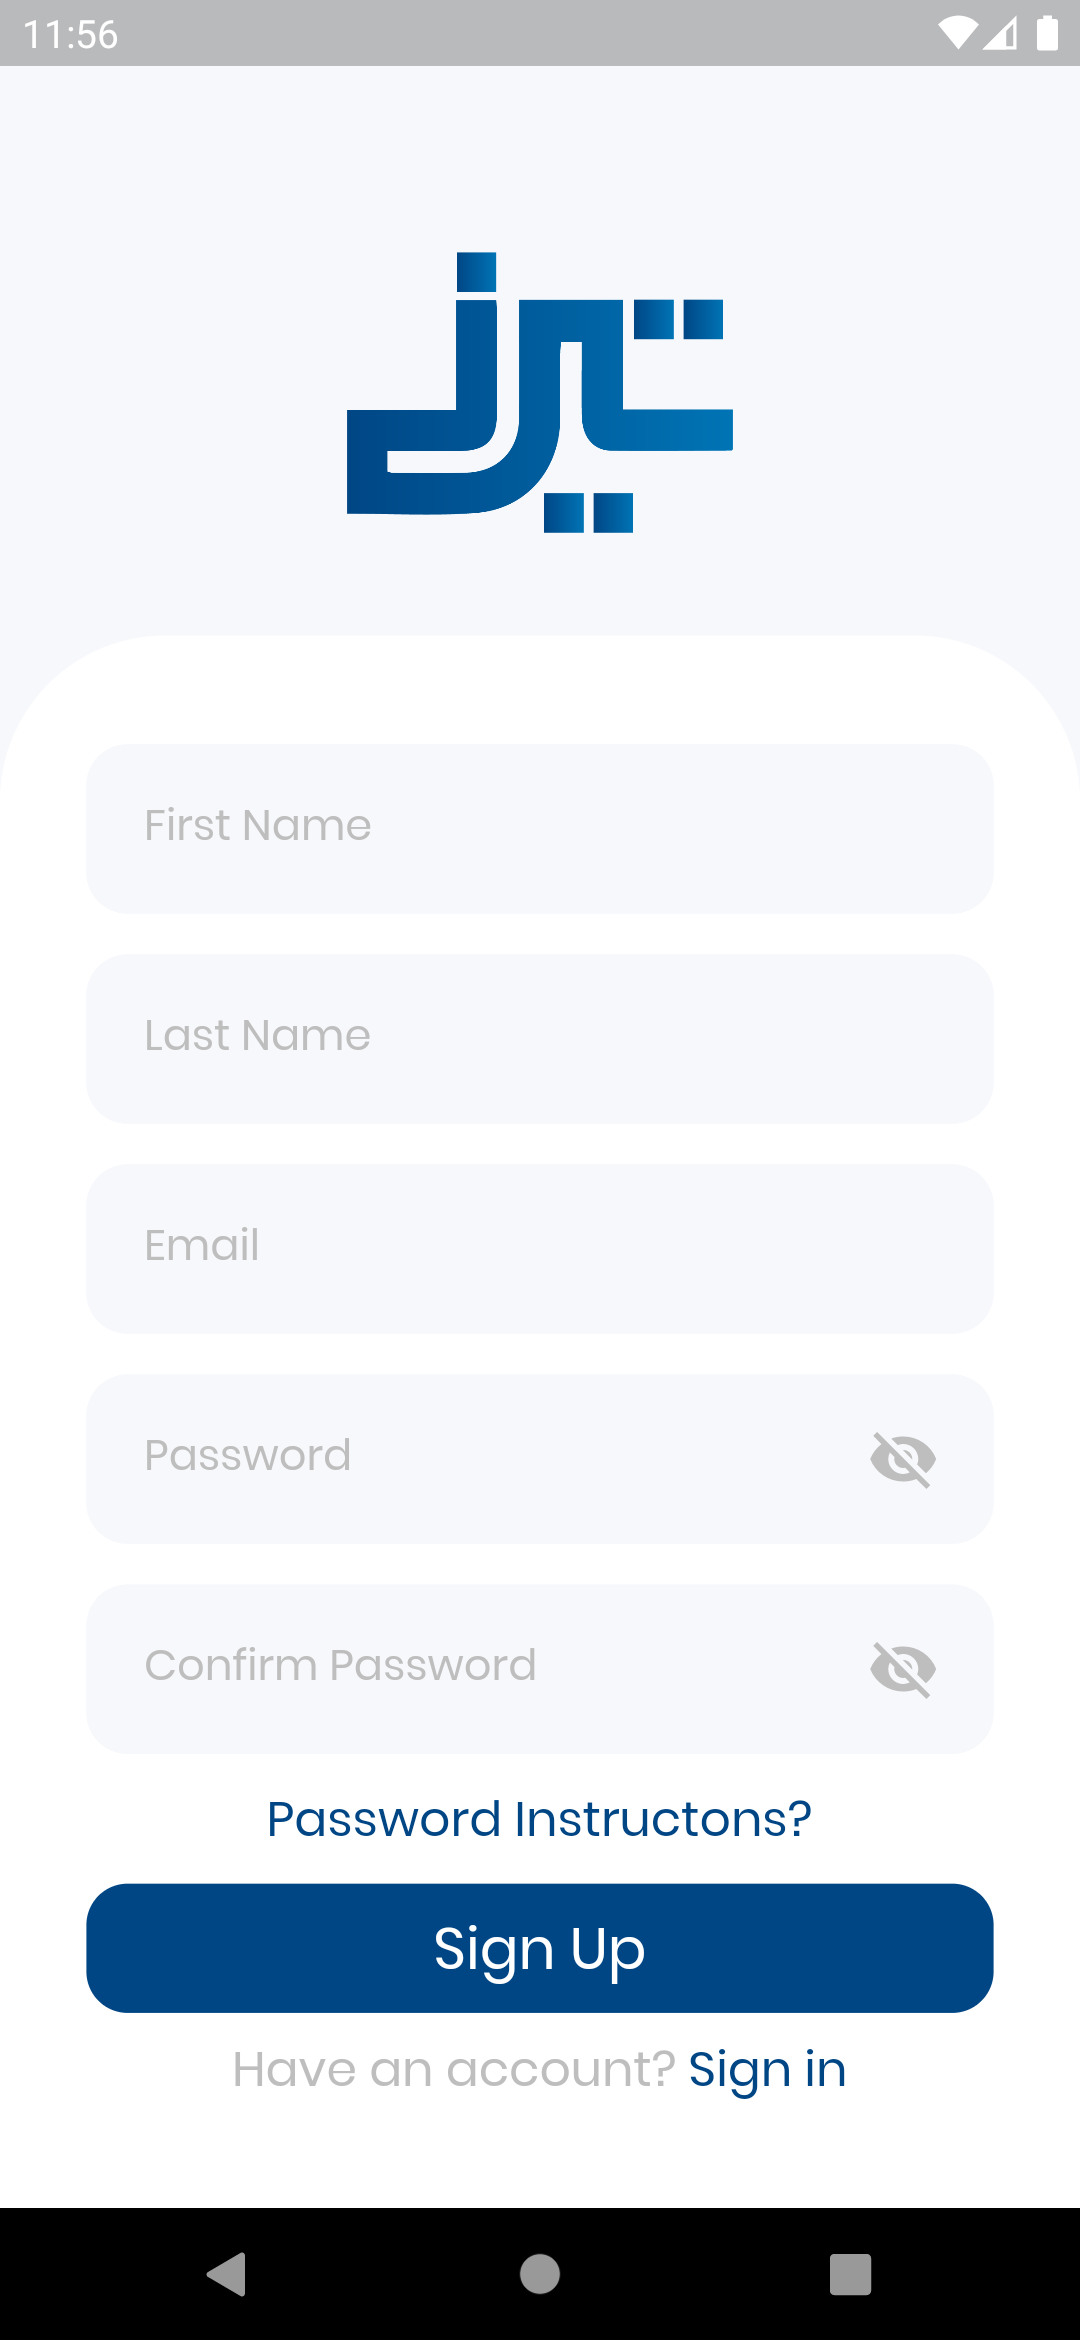 11:56
First Name
Last Name
Email
Password
Confirm Password
Password Instructons?
Sign Up
Have an account? Sign in